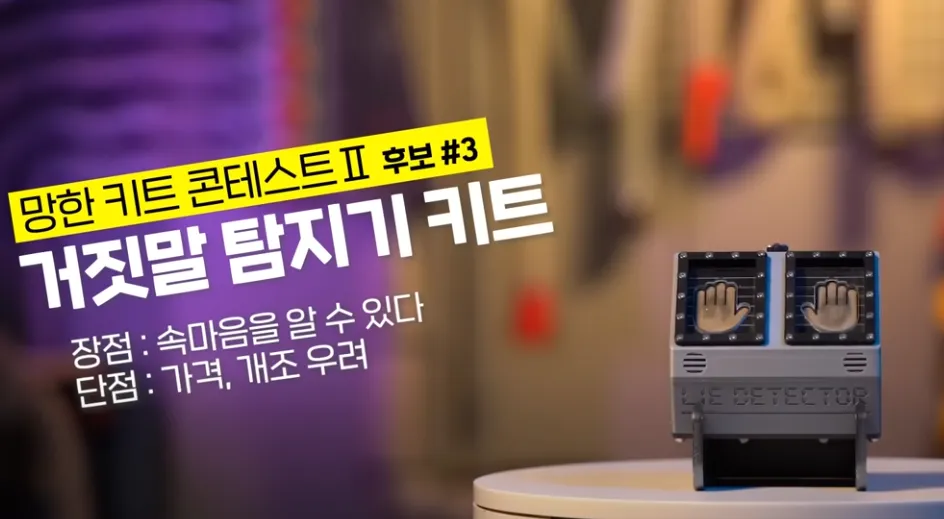 망한 키트 콘테스트Ⅱ 후보 #3
거짓말 탐지기 키트
장점 : 속마음을 알 수 있다
단점 : 가격, 개조 우려
LIE DETECTOR